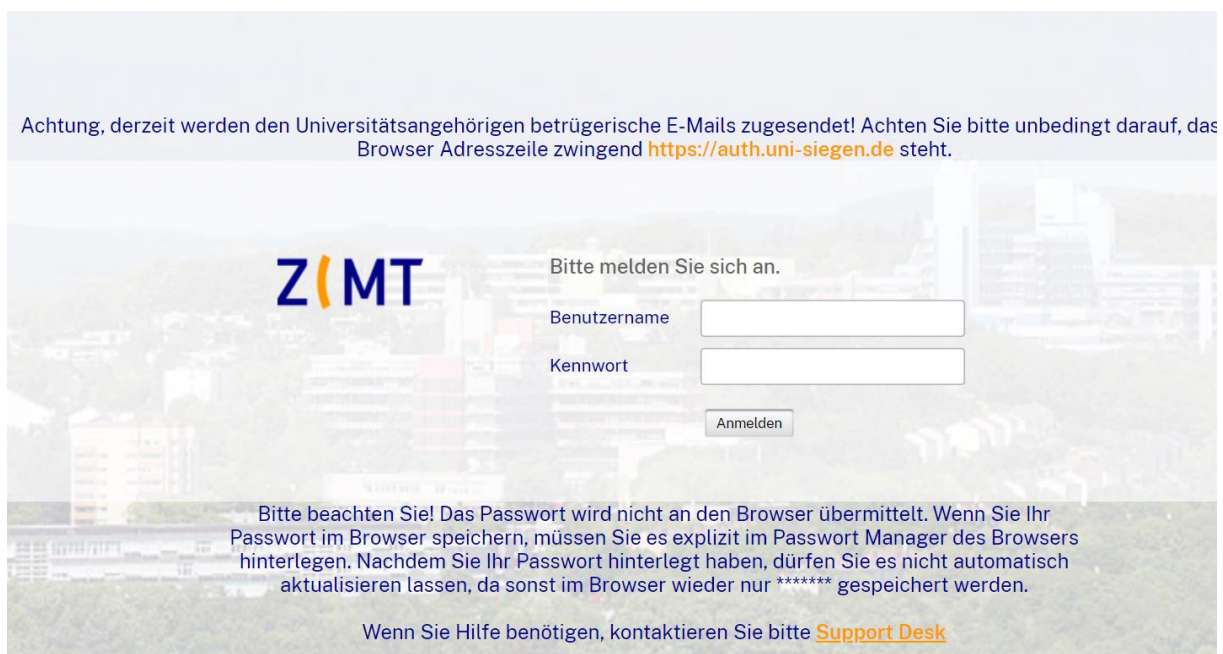 Achtung, derzeit werden den Universitätsangehörigen betrügerische E-Mails zugesendet! Achten Sie bitte unbedingt darauf, das
Browser Adresszeile zwingend https://auth.uni-siegen.de steht.
Z(MT
Bitte melden Sie sich an.
Benutzername
Kennwort
Anmelden
Bitte beachten Sie! Das Passwort wird nicht an den Browser übermittelt. Wenn Sie Ihr
Passwort im Browser speichern, müssen Sie es explizit im Passwort Manager des Browsers
hinterlegen. Nachdem Sie Ihr Passwort hinterlegt haben, dürfen Sie es nicht automatisch
aktualisieren lassen, da sonst im Browser wieder nur ******* gespeichert werden.
Wenn Sie Hilfe benötigen, kontaktieren Sie bitte Support Desk